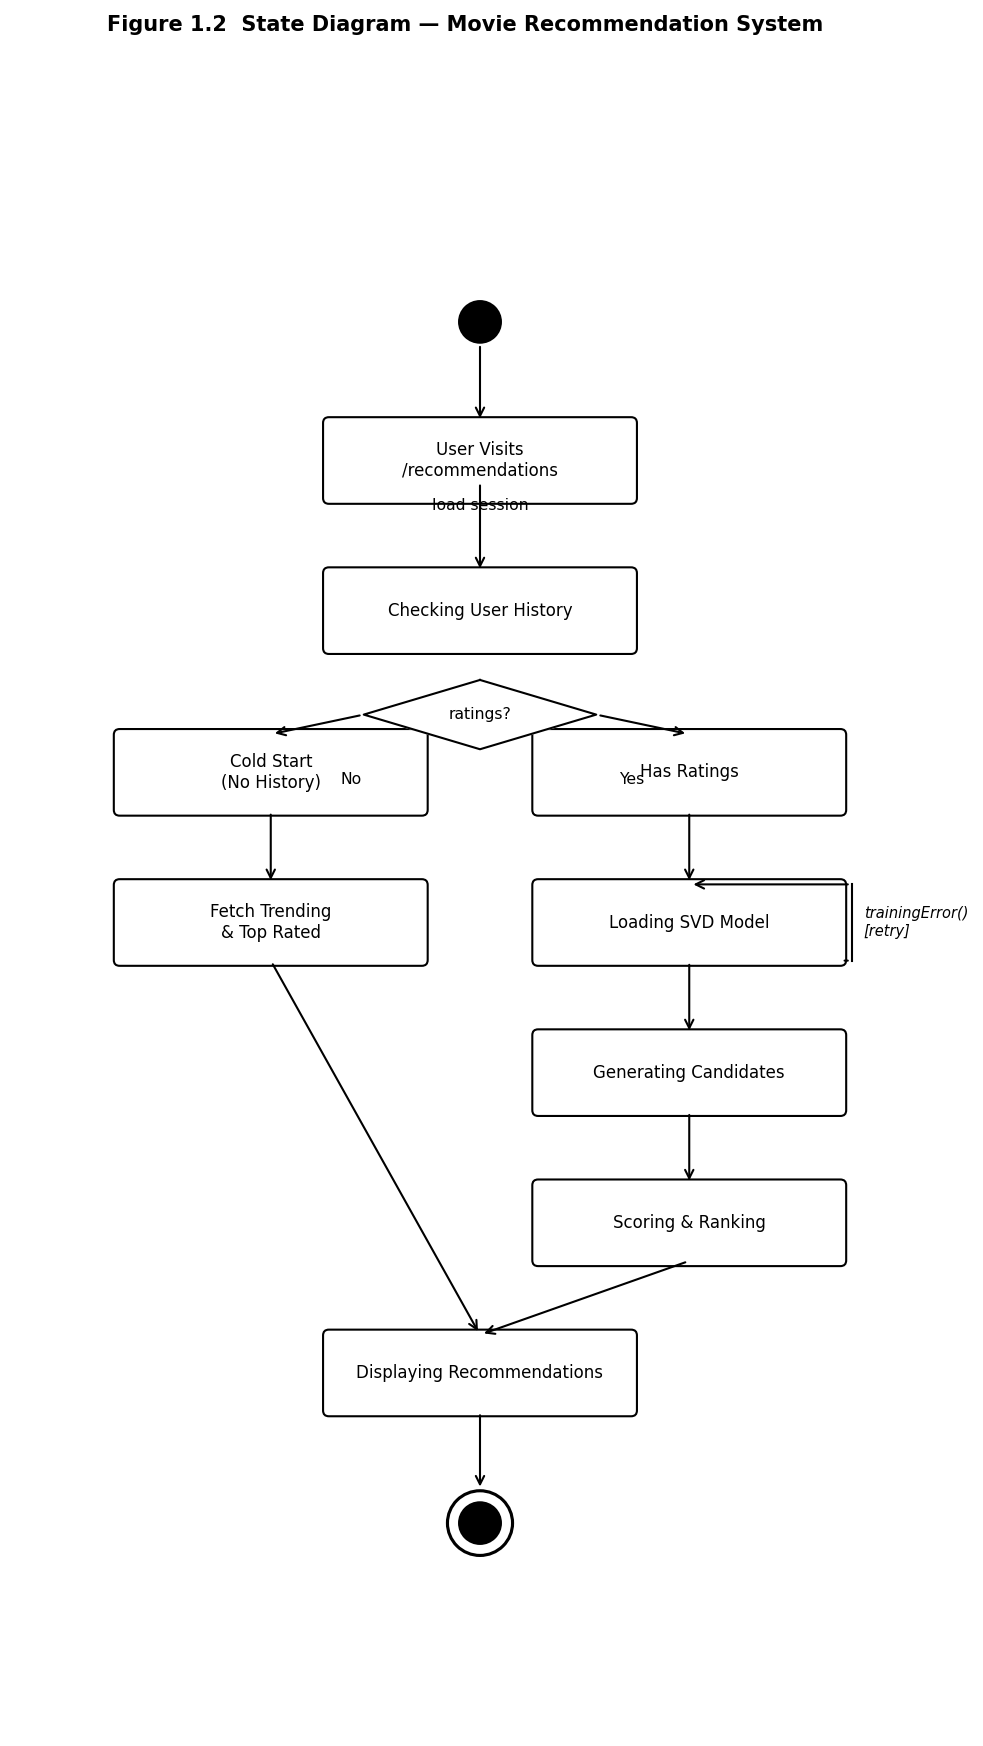 Figure 1.2  State Diagram — Movie Recommendation System
User Visits
/recommendations
load session
Checking User History
ratings?
Cold Start
(No History)
No
Yes
Has Ratings
Fetch Trending
& Top Rated
Loading SVD Model
trainingError()
[retry]
Generating Candidates
Scoring & Ranking
Displaying Recommendations